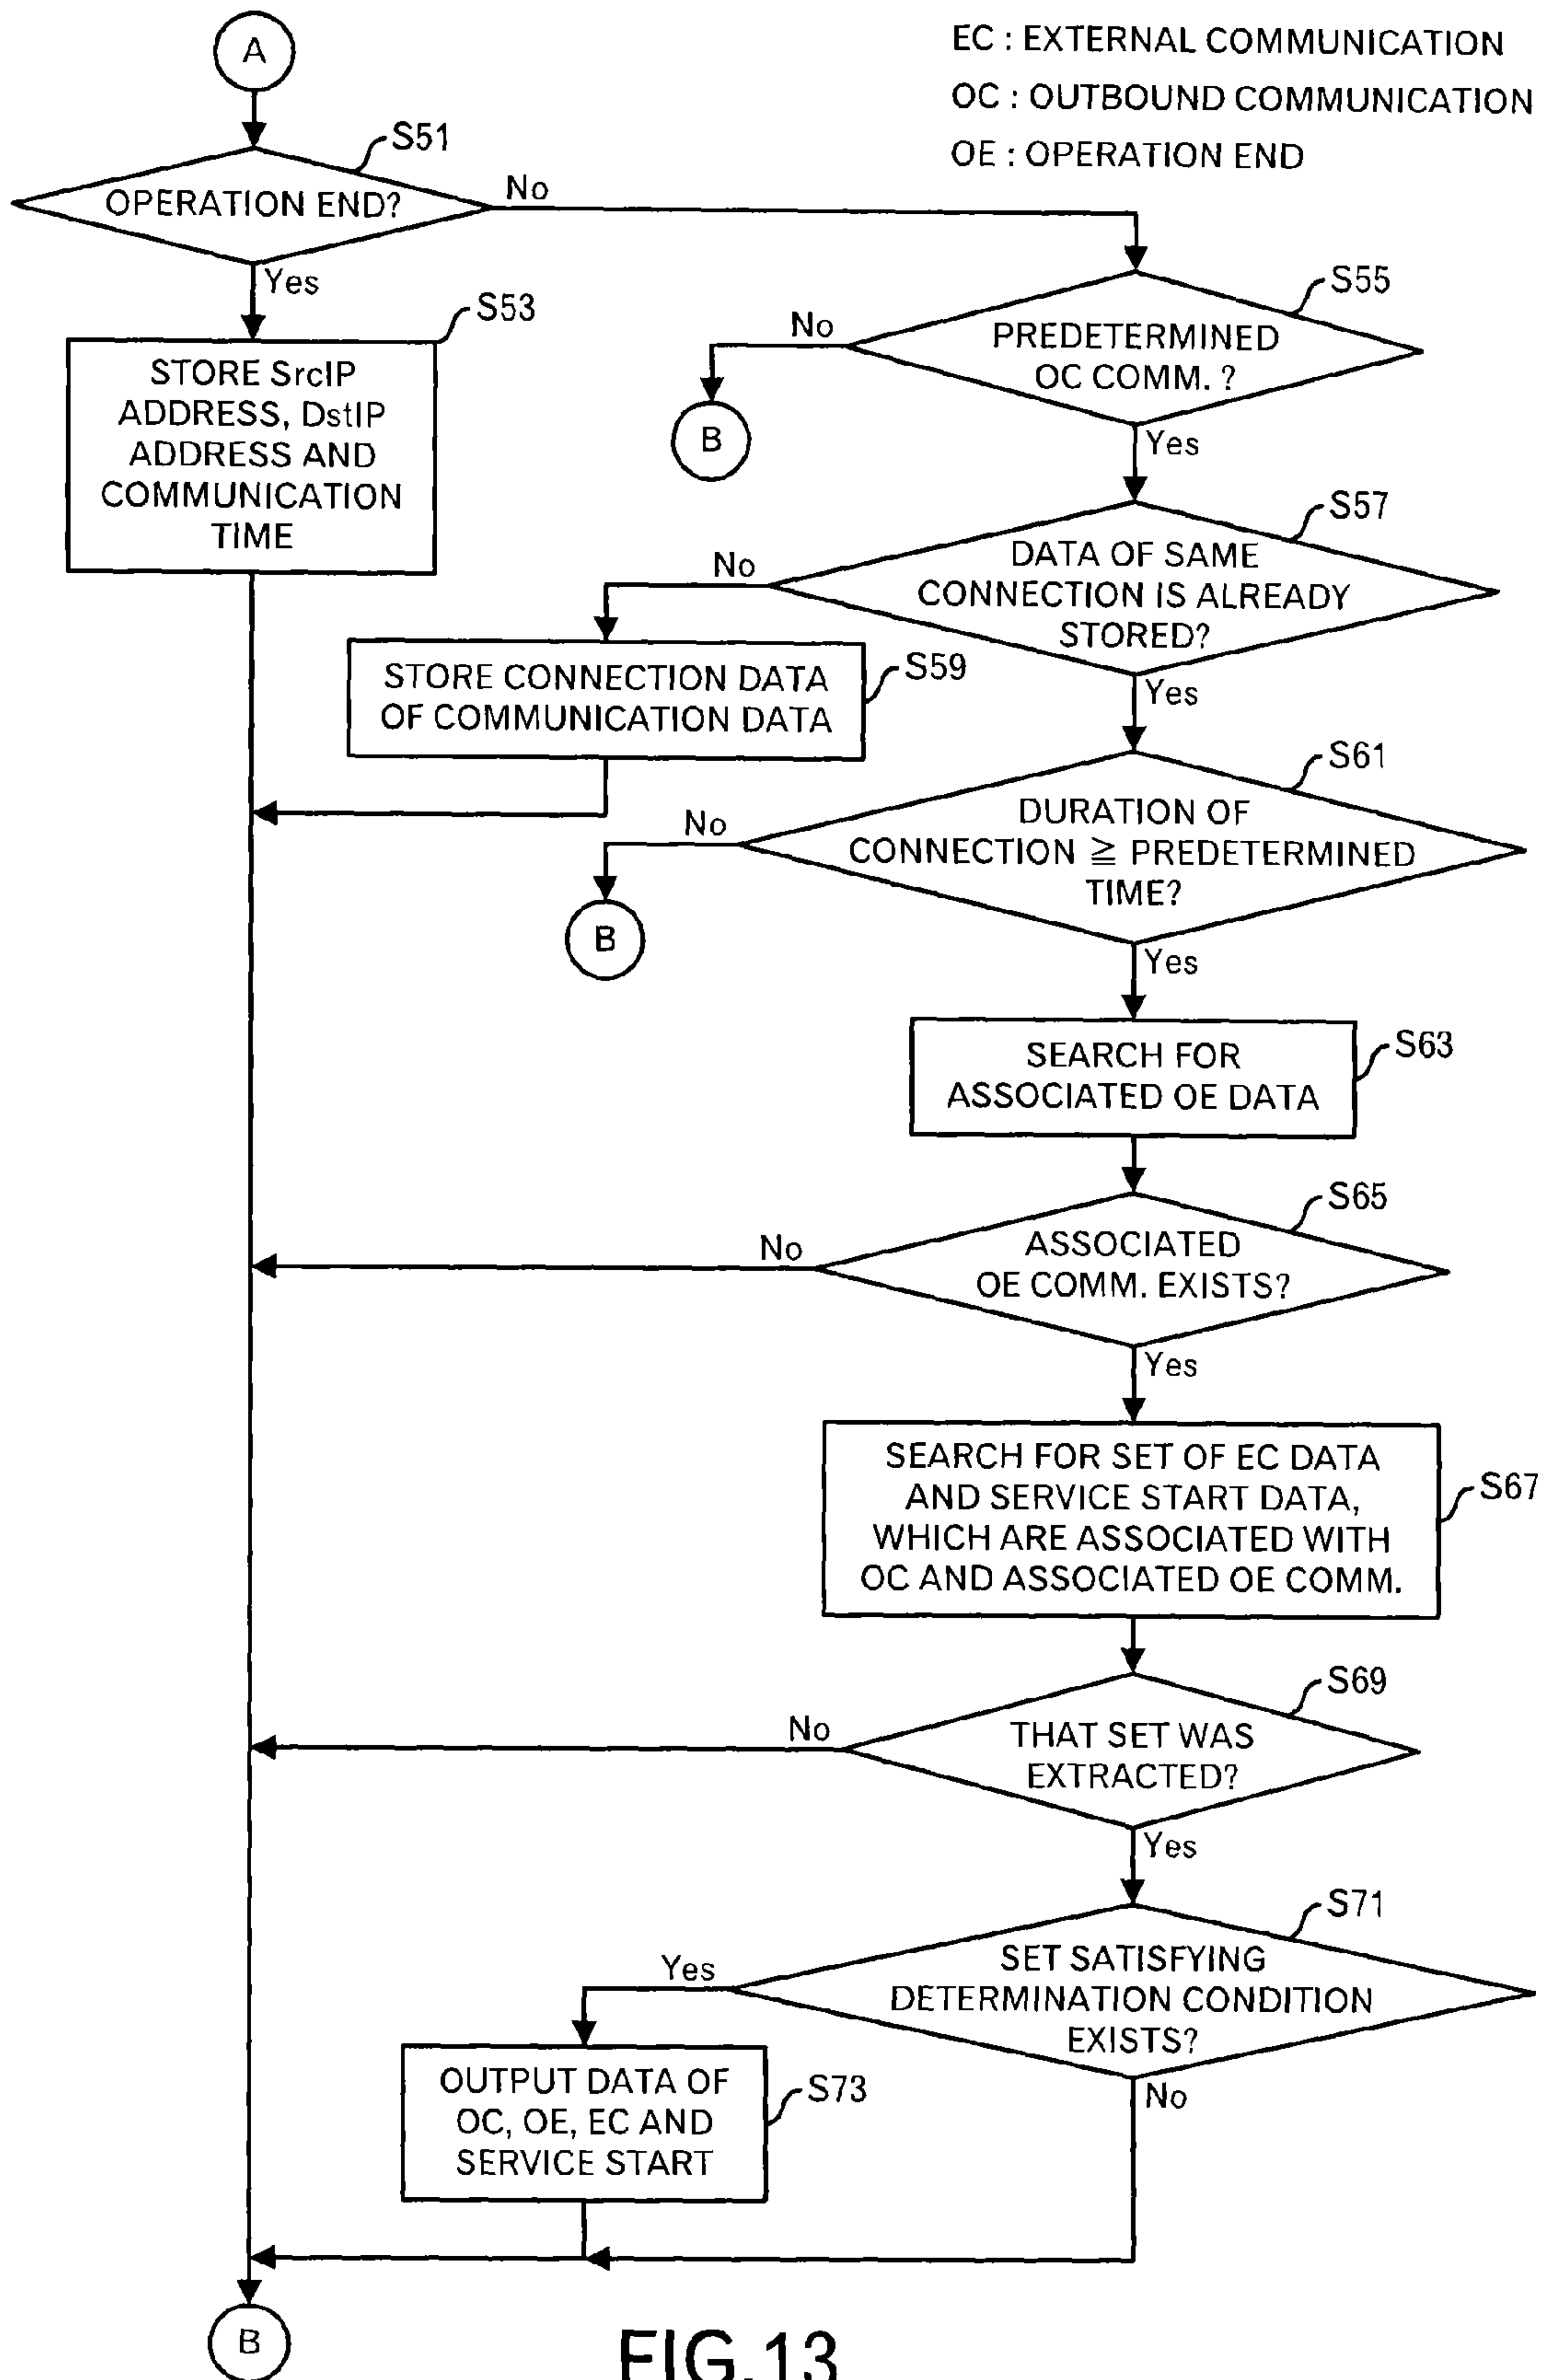 A
EC : EXTERNAL COMMUNICATION
OC : OUTBOUND COMMUNICATION
OE : OPERATION END
S51
OPERATION END?
No
Yes
S53
STORE SrcIP
ADDRESS, DstIP
ADDRESS AND
COMMUNICATION
TIME
S55
PREDETERMINED
OC COMM. ?
No
B
Yes
S57
DATA OF SAME
CONNECTION IS ALREADY
STORED?
No
S59
STORE CONNECTION DATA
OF COMMUNICATION DATA
Yes
S61
DURATION OF
CONNECTION ≧ PREDETERMINED
TIME?
No
B
Yes
S63
SEARCH FOR
ASSOCIATED OE DATA
S65
ASSOCIATED
OE COMM. EXISTS?
No
Yes
S67
SEARCH FOR SET OF EC DATA
AND SERVICE START DATA,
WHICH ARE ASSOCIATED WITH
OC AND ASSOCIATED OE COMM.
S69
THAT SET WAS
EXTRACTED?
No
Yes
S71
SET SATISFYING
DETERMINATION CONDITION
EXISTS?
Yes
S73
OUTPUT DATA OF
OC, OE, EC AND
SERVICE START
No
B
FIG.13